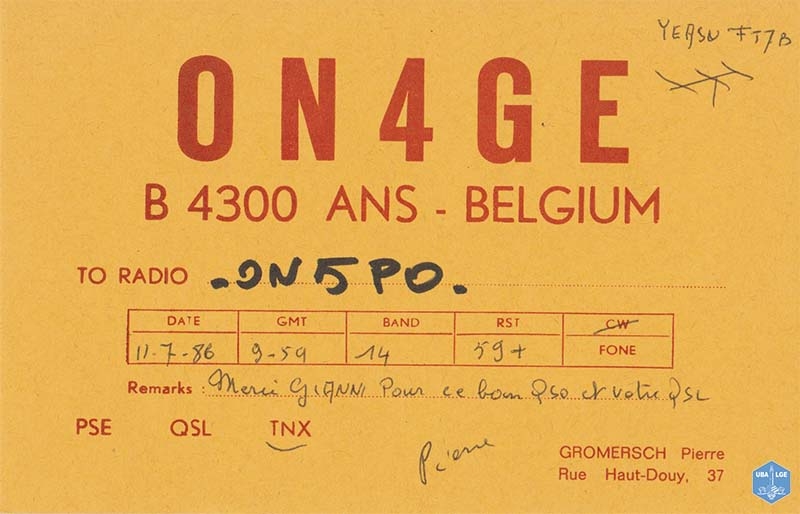 YEASU FT7B
ON4GE
B 4300 ANS - BELGIUM
TO RADIO .ON5PO.
DATE GMT BAND RST CW
11-7-86 9-59 14 59+ FONE
Remarks : Merci GIANNI Pour ce bon QSO et votre QSL
PSE QSL TNX
Pierre
GROMERSCH Pierre
Rue Haut-Douy, 37
UBA LGE